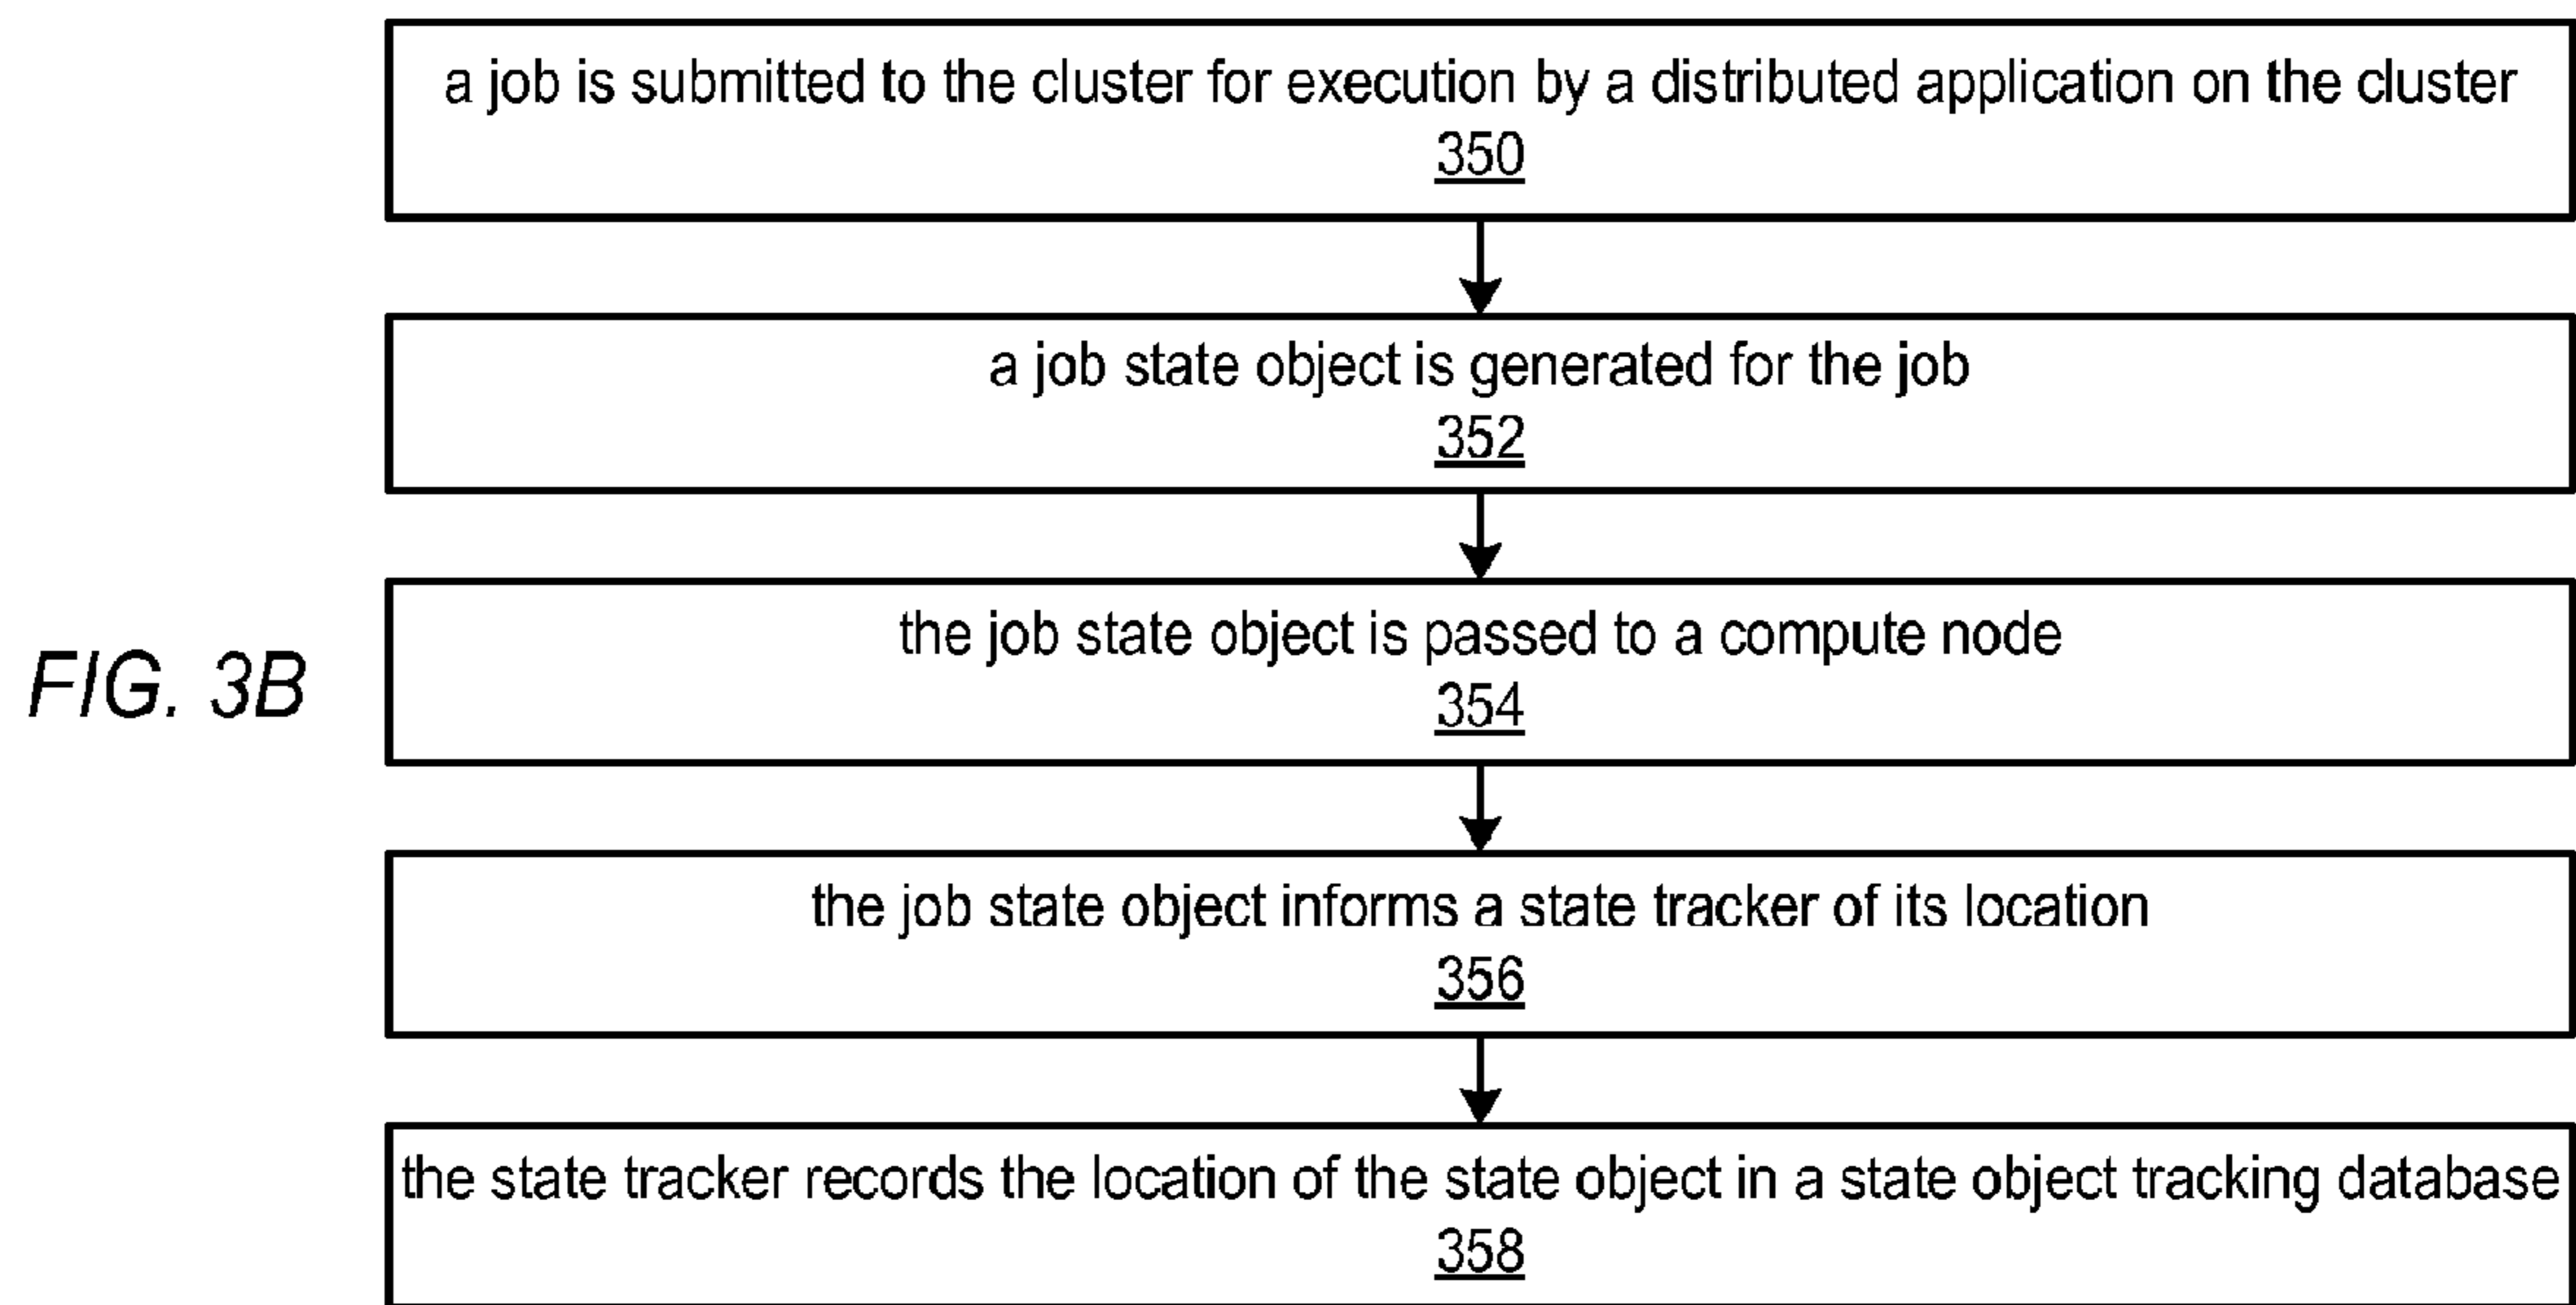 a job is submitted to the cluster for execution by a distributed application on the cluster
350
a job state object is generated for the job
352
the job state object is passed to a compute node
354
FIG. 3B
the job state object informs a state tracker of its location
356
the state tracker records the location of the state object in a state object tracking database
358